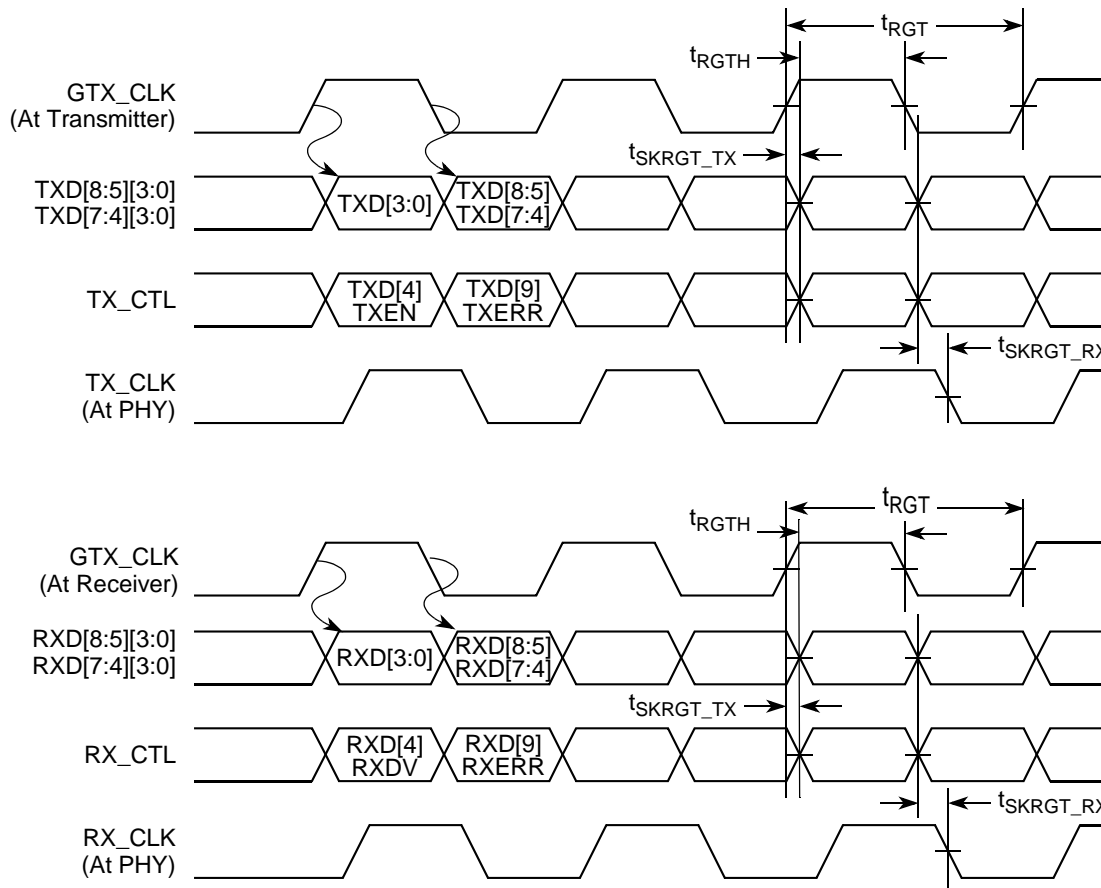 tRGT
tRGTH
GTX_CLK
(At Transmitter)
tSKRGT_TX
TXD[8:5][3:0]
TXD[7:4][3:0]
TXD[3:0]
TXD[8:5]
TXD[7:4]
TX_CTL
TXD[4]
TXEN
TXD[9]
TXERR
tSKRGT_RX
TX_CLK
(At PHY)
tRGT
tRGTH
GTX_CLK
(At Receiver)
RXD[8:5][3:0]
RXD[7:4][3:0]
RXD[3:0]
RXD[8:5]
RXD[7:4]
tSKRGT_TX
RX_CTL
RXD[4]
RXDV
RXD[9]
RXERR
tSKRGT_RX
RX_CLK
(At PHY)